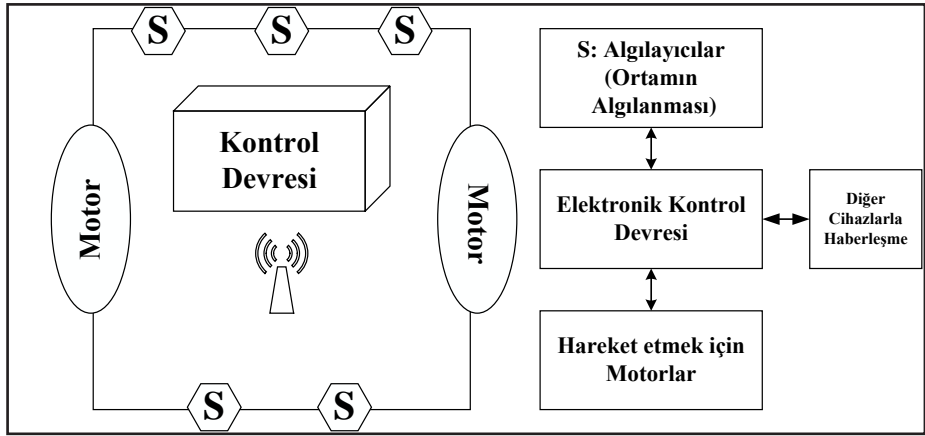 S
S
S
Kontrol
Devresi
Motor
Motor
S
S
S: Algılayıcılar
(Ortamın
Algılanması)
Elektronik Kontrol
Devresi
Diğer
Cihazlarla
Haberleşme
Hareket etmek için
Motorlar